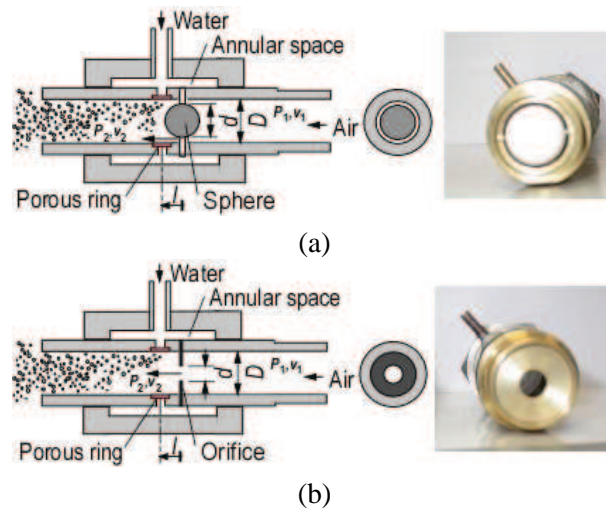 Water
Annular space
P₂,v₂
d
D
P₁,v₁
Air
Porous ring
L
Sphere
(a)
Water
Annular space
P₂,v₂
d
D
P₁,v₁
Air
Porous ring
L
Orifice
(b)